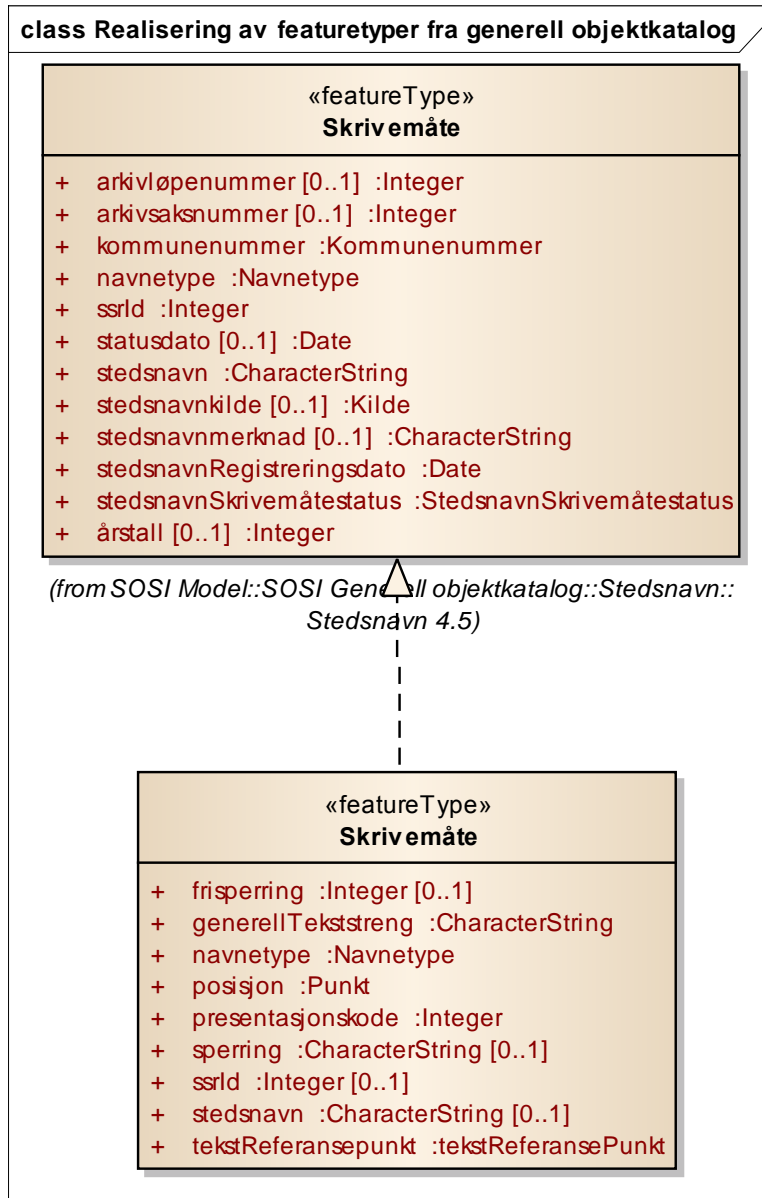 class Realisering av featuretyper fra generell objektkatalog
«featureType»
Skrivemåte
+ arkivløpenummer [0..1] :Integer
+ arkivsaksnummer [0..1] :Integer
+ kommunenummer :Kommunenummer
+ navnetype :Navnetype
+ ssrId :Integer
+ statusdato [0..1] :Date
+ stedsnavn :CharacterString
+ stedsnavnkilde [0..1] :Kilde
+ stedsnavnmerknad [0..1] :CharacterString
+ stedsnavnRegistreringsdato :Date
+ stedsnavnSkrivemåtestatus :StedsnavnSkrivemåtestatus
+ årstall [0..1] :Integer
(from SOSI Model::SOSI Generell objektkatalog::Stedsnavn::
Stedsnavn 4.5)
«featureType»
Skrivemåte
+ frisperring :Integer [0..1]
+ generellTekststreng :CharacterString
+ navnetype :Navnetype
+ posisjon :Punkt
+ presentasjonskode :Integer
+ sperring :CharacterString [0..1]
+ ssrId :Integer [0..1]
+ stedsnavn :CharacterString [0..1]
+ tekstReferansepunkt :tekstReferansePunkt